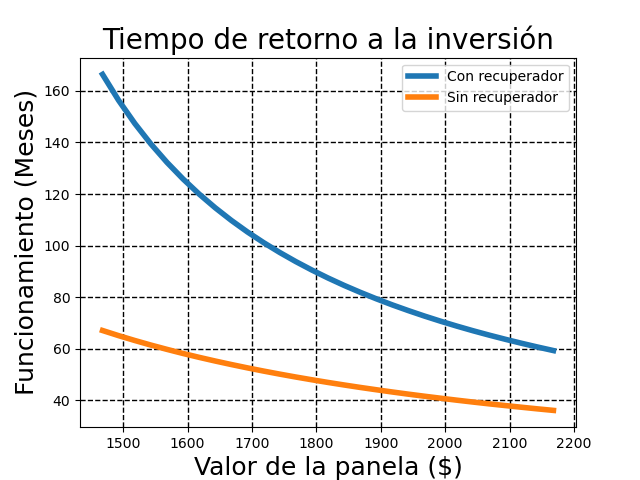 Tiempo de retorno a la inversión
Con recuperador
Sin recuperador
Funcionamiento (Meses)
160
140
120
100
80
60
40
1500 1600 1700 1800 1900 2000 2100 2200
Valor de la panela ($)